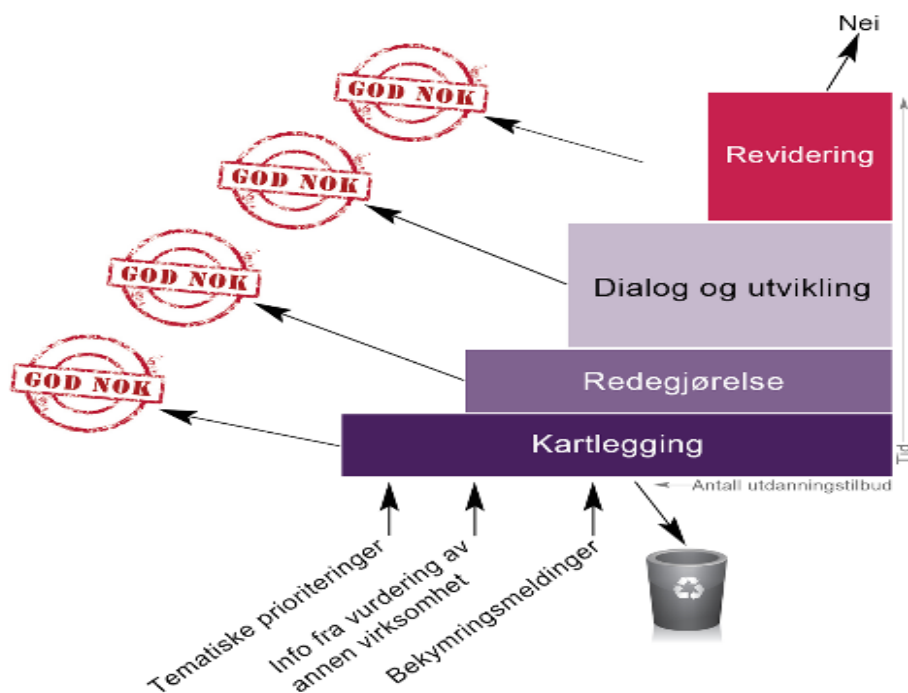 Nei
GOD NOK
Revidering
GOD NOK
Dialog og utvikling
GOD NOK
Redegjørelse
GOD NOK
Kartlegging
Tid
Antall utdanningstilbud
Tematiske prioriteringer
Info fra vurdering av
annen virksomhet
Bekymringsmeldinger